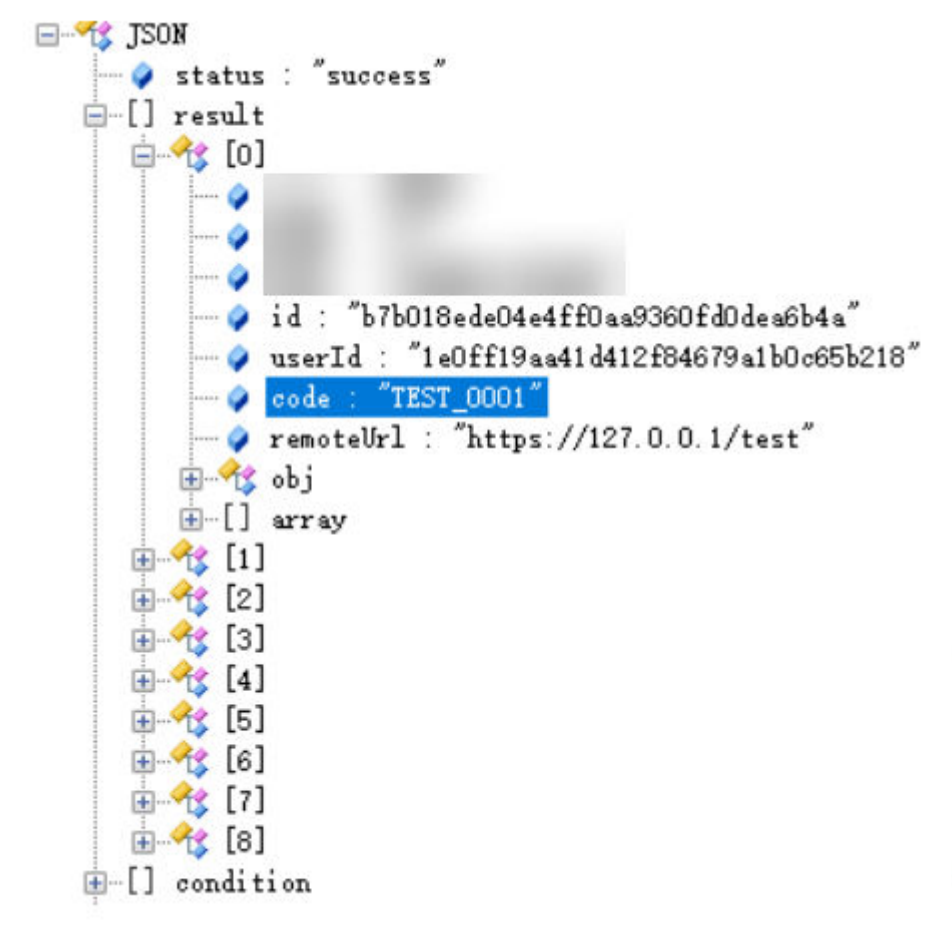 JSON
status : "success"
[] result
[0]
id : "b7b018ede04e4ff0aa9360fd0dea6b4a"
userId : "1e0ff19aa41d412f84679a1b0c65b218"
code : "TEST_0001"
remoteUrl : "https://127.0.0.1/test"
obj
[] array
[1]
[2]
[3]
[4]
[5]
[6]
[7]
[8]
[] condition